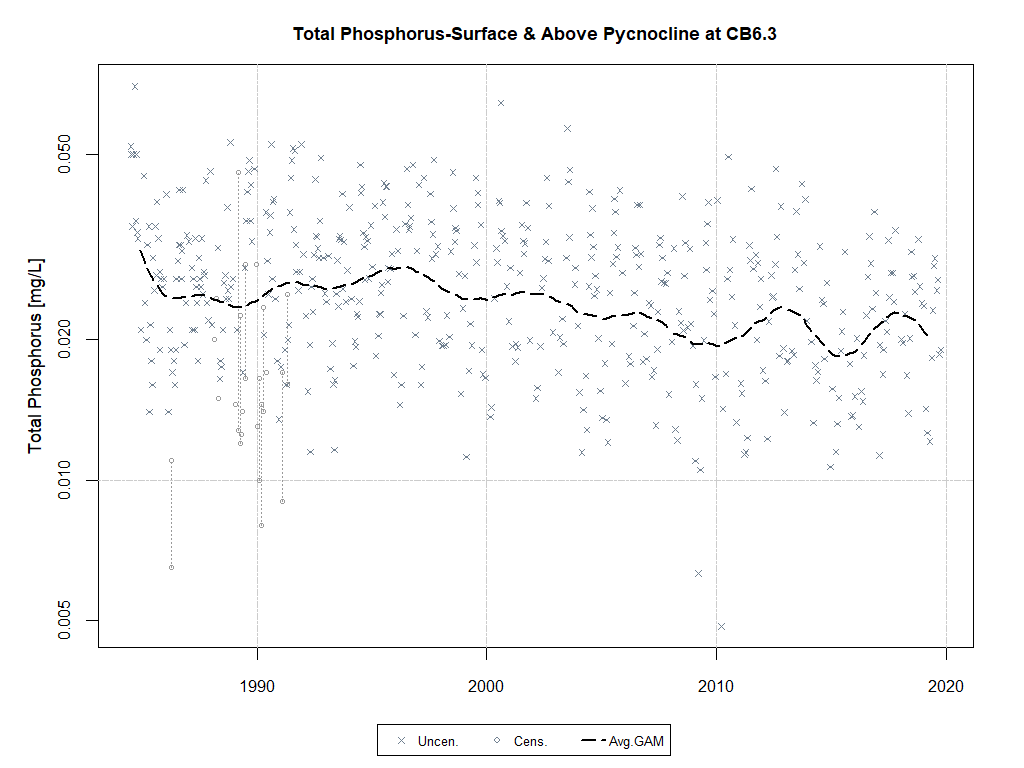 Total Phosphorus-Surface & Above Pycnocline at CB6.3
Total Phosphorus [mg/L]
0.050
0.020
0.010
0.005
1990 2000 2010 2020
Uncen. Cens. Avg.GAM